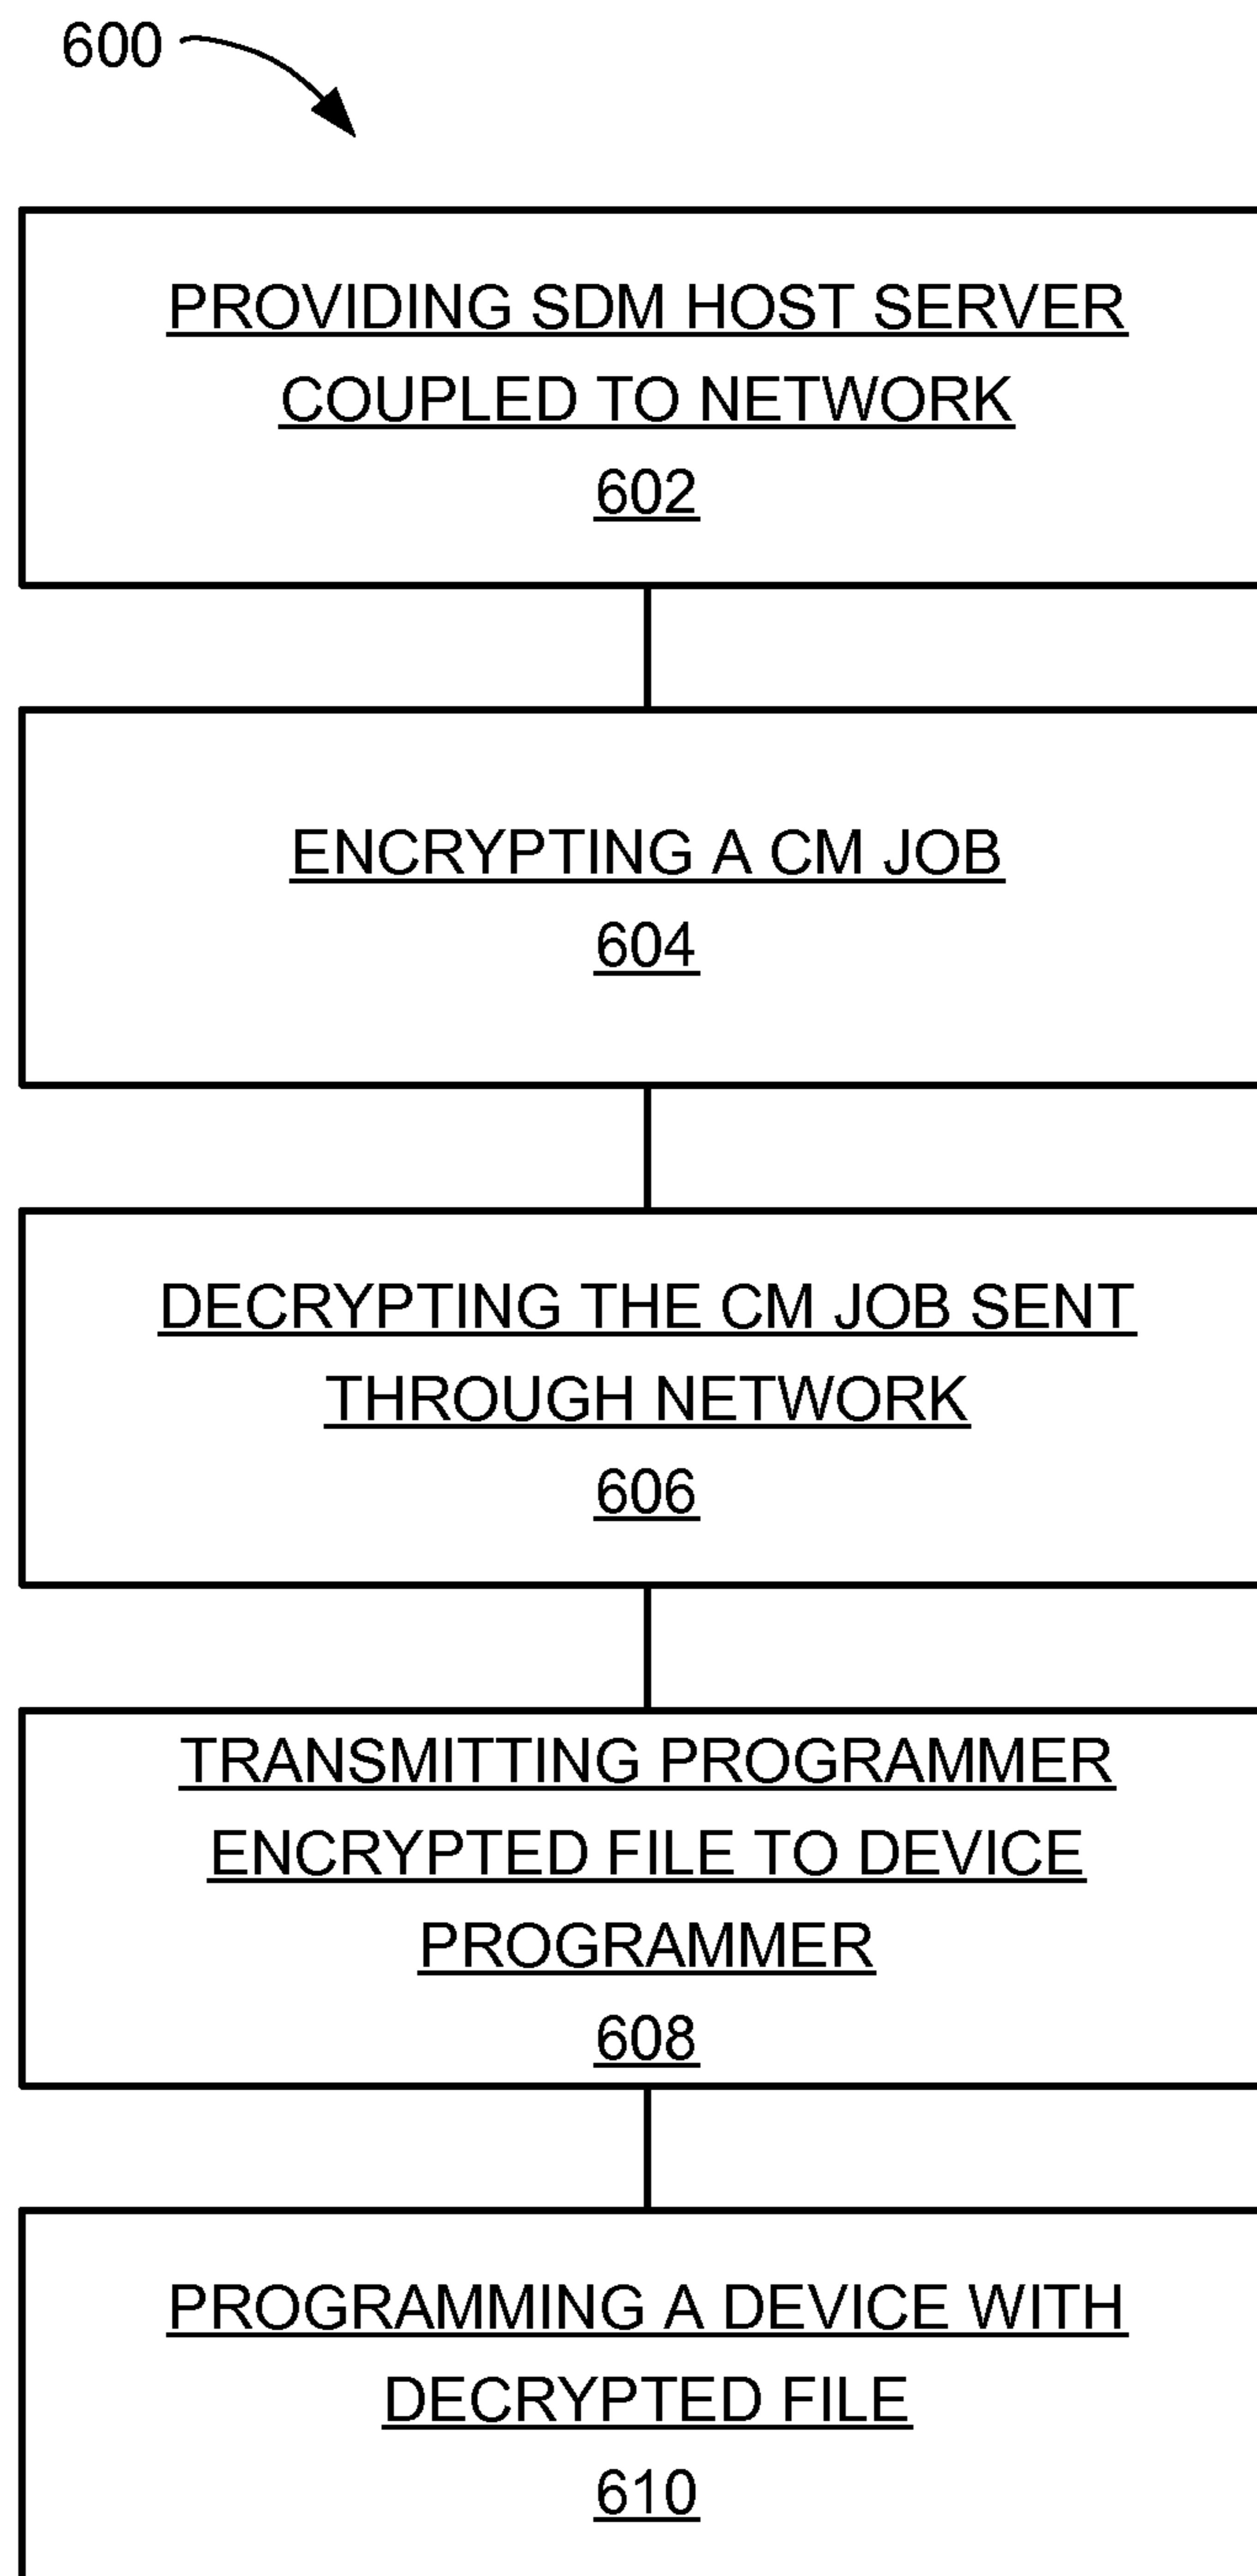 600
PROVIDING SDM HOST SERVER
COUPLED TO NETWORK
602
ENCRYPTING A CM JOB
604
DECRYPTING THE CM JOB SENT
THROUGH NETWORK
606
TRANSMITTING PROGRAMMER
ENCRYPTED FILE TO DEVICE
PROGRAMMER
608
PROGRAMMING A DEVICE WITH
DECRYPTED FILE
610